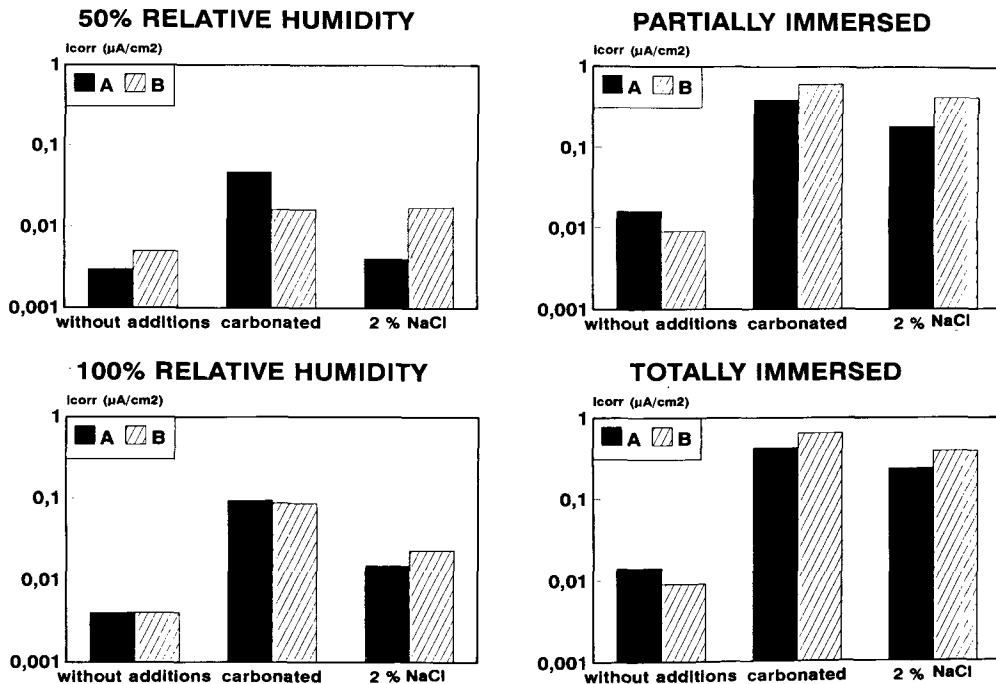 50% RELATIVE HUMIDITY
Icorr (µA/cm2)
1
A B
0,1
0,01
0,001
without additions carbonated 2 % NaCl
PARTIALLY IMMERSED
Icorr (µA/cm2)
1
A B
0,1
0,01
0,001
without additions carbonated 2 % NaCl
100% RELATIVE HUMIDITY
Icorr (µA/cm2)
1
A B
0,1
0,01
0,001
without additions carbonated 2 % NaCl
TOTALLY IMMERSED
Icorr (µA/cm2)
1
A B
0,1
0,01
0,001
without additions carbonated 2 % NaCl